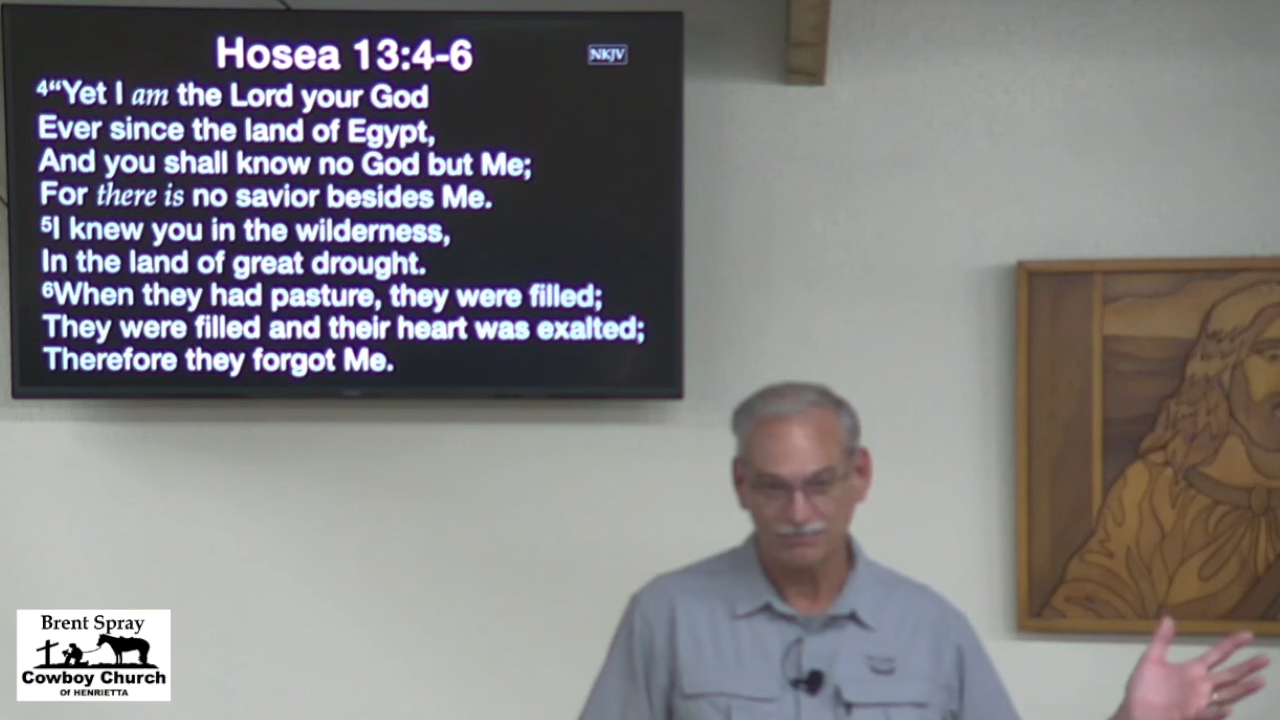 Hosea 13:4-6
NKJV
⁴“Yet I am the Lord your God
Ever since the land of Egypt,
And you shall know no God but Me;
For there is no savior besides Me.
⁵I knew you in the wilderness,
In the land of great drought.
⁶When they had pasture, they were filled;
They were filled and their heart was exalted;
Therefore they forgot Me.
Brent Spray
Cowboy Church
OF HENRIETTA